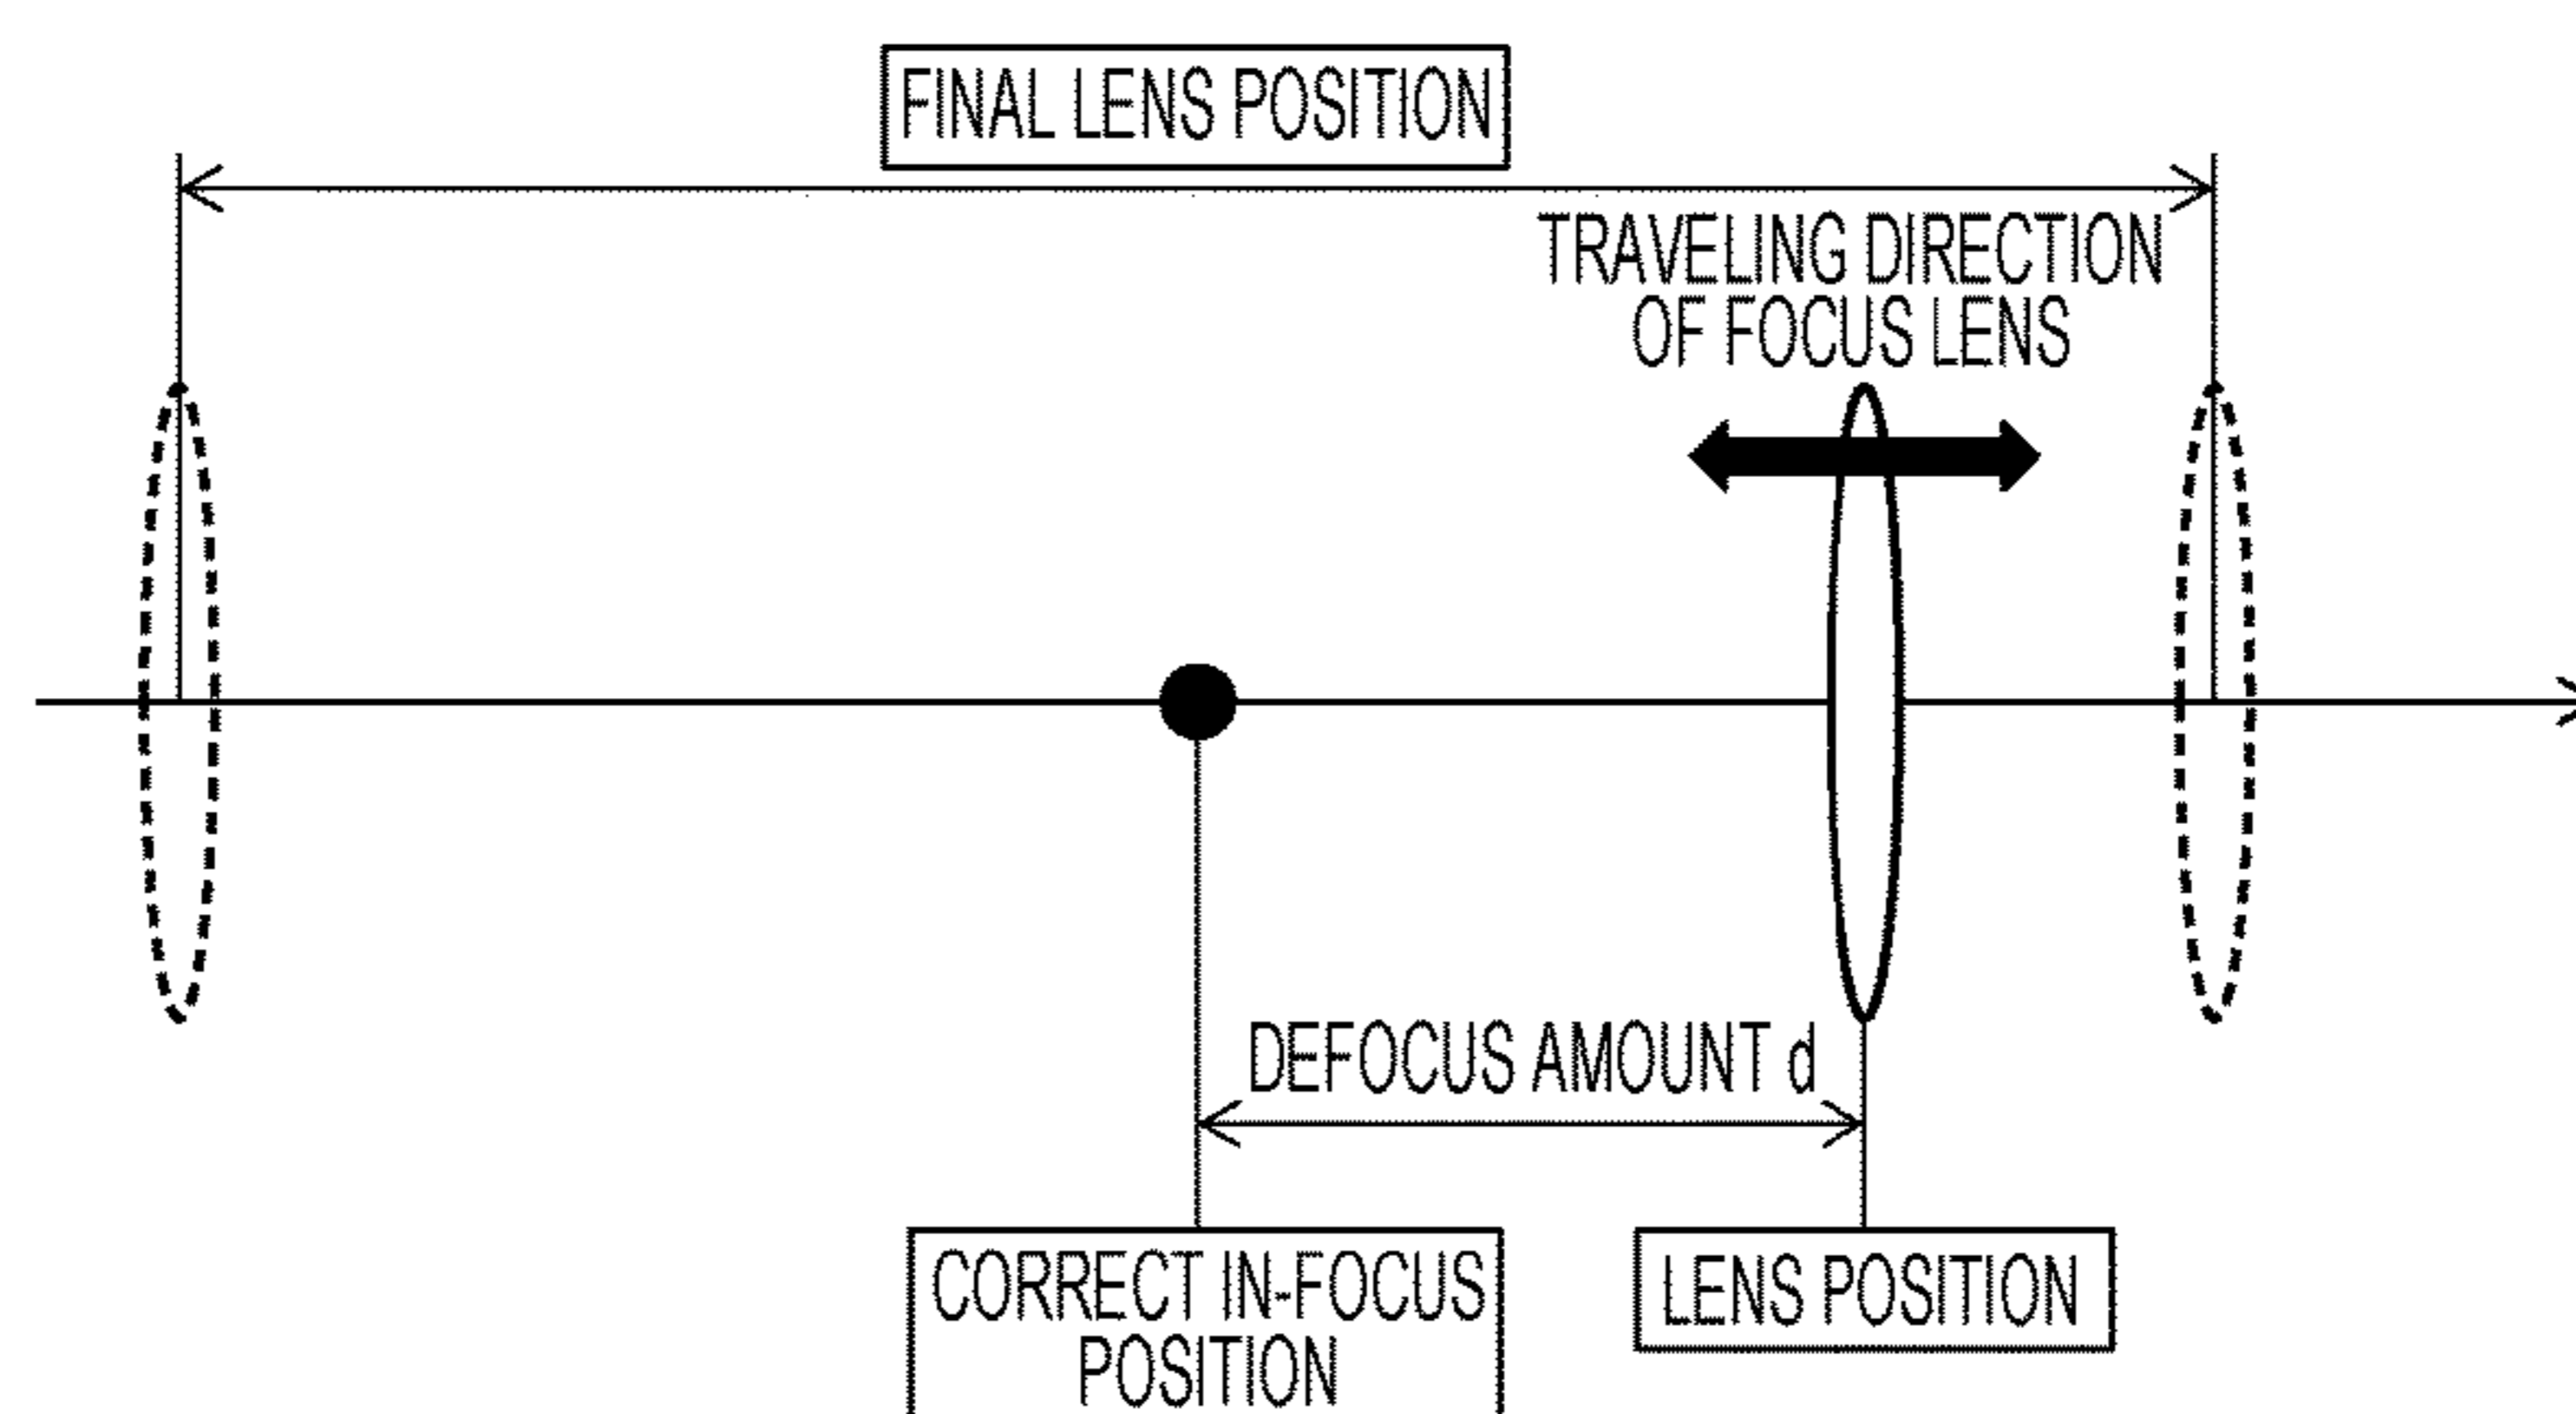 FINAL LENS POSITION
TRAVELING DIRECTION
OF FOCUS LENS
DEFOCUS AMOUNT d
CORRECT IN-FOCUS
POSITION
LENS POSITION